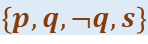 {p, q, ¬q, s}